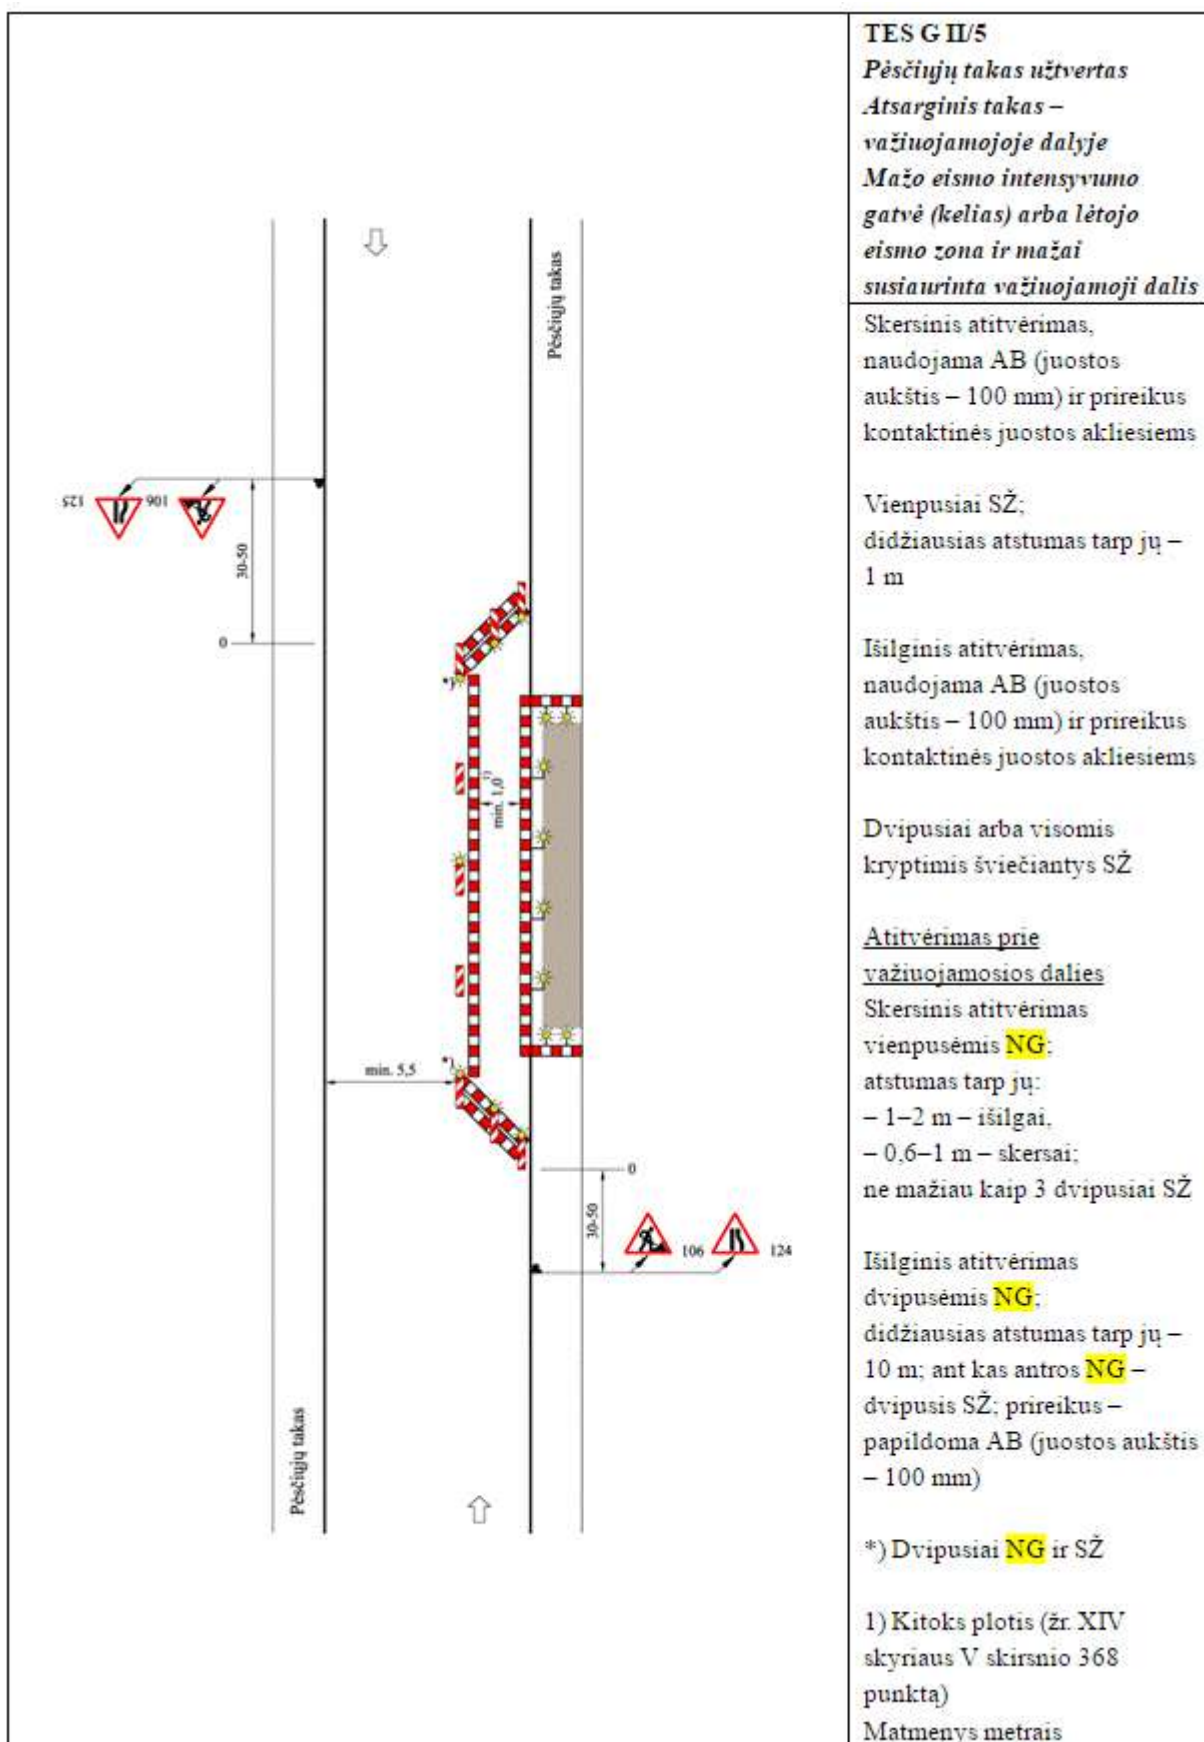 TES G II/5
Pėsčiųjų takas užtvertas
Atsarginis takas –
važiuojamojoje dalyje
Mažo eismo intensyvumo
gatvė (kelias) arba lėtojo
eismo zona ir mažai
susiaurinta važiuojamoji dalis
Skersinis atitvėrimas,
naudojama AB (juostos
aukštis – 100 mm) ir prireikus
kontaktinės juostos akliesiems
Vienpusiai SŽ;
didžiausias atstumas tarp jų –
1 m
Išilginis atitvėrimas,
naudojama AB (juostos
aukštis – 100 mm) ir prireikus
kontaktinės juostos akliesiems
Dvipusiai arba visomis
kryptimis šviečiantys SŽ
Atitvėrimas prie
važiuojamosios dalies
Skersinis atitvėrimas
vienpusėmis NG;
atstumas tarp jų:
– 1–2 m – išilgai,
– 0,6–1 m – skersai;
ne mažiau kaip 3 dvipusiai SŽ
Išilginis atitvėrimas
dvipusėmis NG;
didžiausias atstumas tarp jų –
10 m; ant kas antros NG –
dvipusis SŽ; prireikus –
papildoma AB (juostos aukštis
– 100 mm)
*) Dvipusiai NG ir SŽ
1) Kitoks plotis (žr. XIV
skyriaus V skirsnio 368
punktą)
Matmenys metrais
Pėsčiųjų takas
125
106
30-50
0
*)
1)
min. 1,0
*)
min. 5,5
0
30-50
106
124
Pėsčiųjų takas